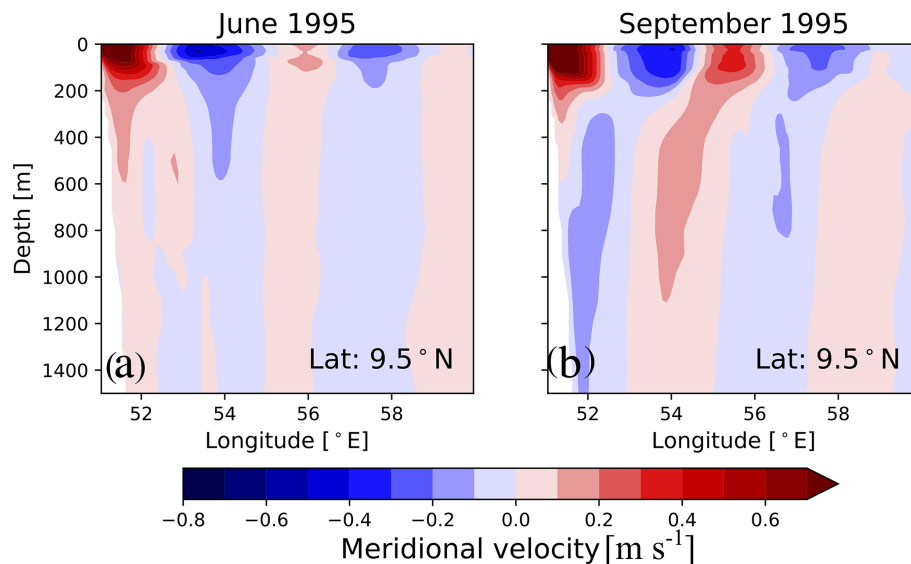 June 1995
September 1995
0
200
400
600
800
1000
1200
1400
Depth [m]
(a)
Lat: 9.5°N
(b)
Lat: 9.5°N
52
54
56
58
52
54
56
58
Longitude [°E]
Longitude [°E]
−0.8
−0.6
−0.4
−0.2
0.0
0.2
0.4
0.6
Meridional velocity[m s⁻¹]